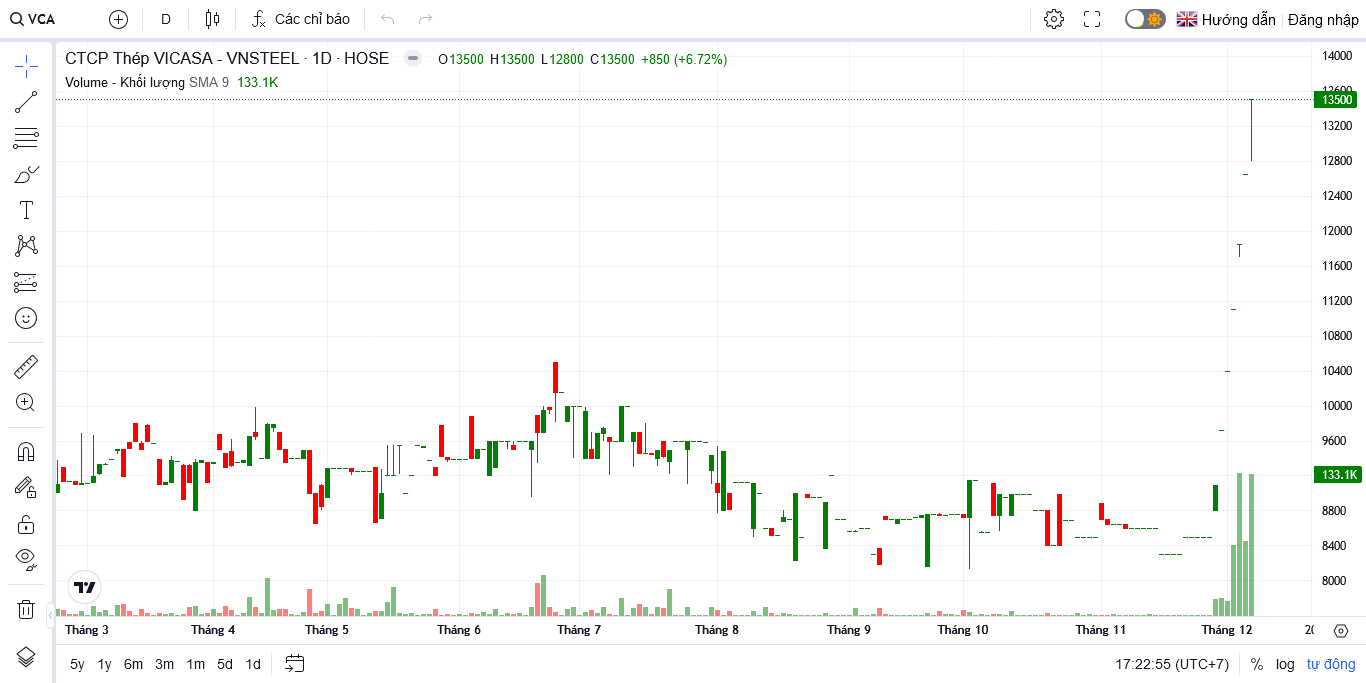 VCA D Các chỉ báo Hướng dẫn Đăng nhập
CTCP Thép VICASA - VNSTEEL · 1D · HOSE O13500 H13500 L12800 C13500 +850 (+6.72%)
Volume - Khối lượng SMA 9 133.1K
14000
13600
13500
13200
12800
12400
12000
11600
11200
10800
10400
10000
9600
133.1K
8800
8400
8000
Tháng 3 Tháng 4 Tháng 5 Tháng 6 Tháng 7 Tháng 8 Tháng 9 Tháng 10 Tháng 11 Tháng 12
5y 1y 6m 3m 1m 5d 1d 17:22:55 (UTC+7) % log tự động